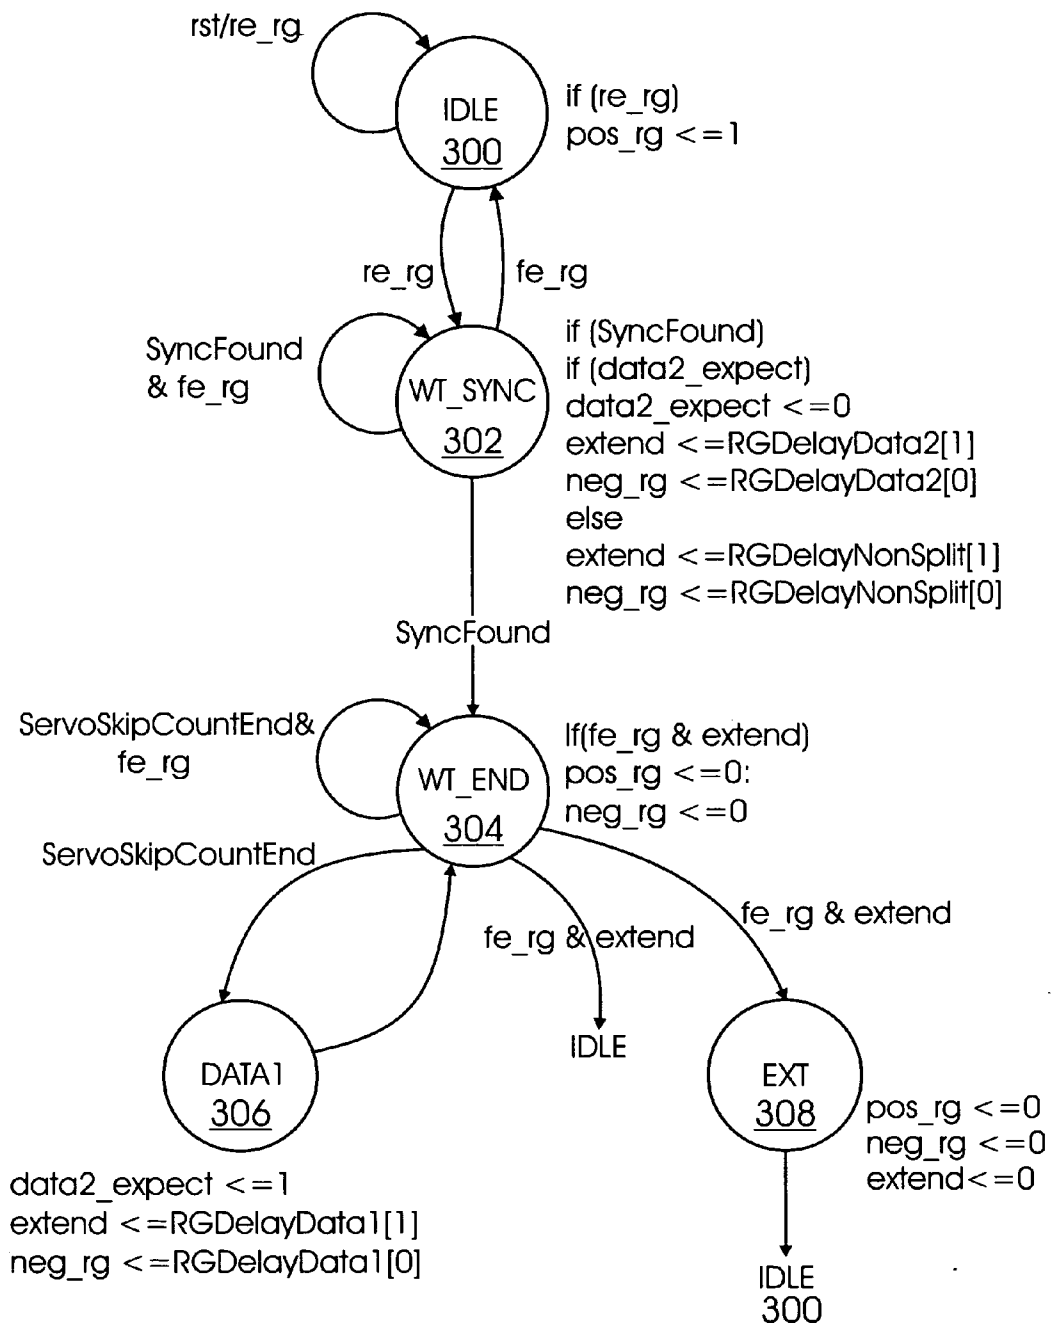 rst/re_rg
IDLE
300
if (re_rg)
pos_rg <=1
re_rg
fe_rg
SyncFound
& fe_rg
WT_SYNC
302
if (SyncFound)
if (data2_expect)
data2_expect <=0
extend <=RGDelayData2[1]
neg_rg <=RGDelayData2[0]
else
extend <=RGDelayNonSplit[1]
neg_rg <=RGDelayNonSplit[0]
SyncFound
ServoSkipCountEnd&
fe_rg
WT_END
304
If(fe_rg & extend)
pos_rg <=0:
neg_rg <=0
ServoSkipCountEnd
fe_rg & extend
fe_rg & extend
IDLE
DATA1
306
data2_expect <=1
extend <=RGDelayData1[1]
neg_rg <=RGDelayData1[0]
EXT
308
pos_rg <=0
neg_rg <=0
extend<=0
IDLE
300